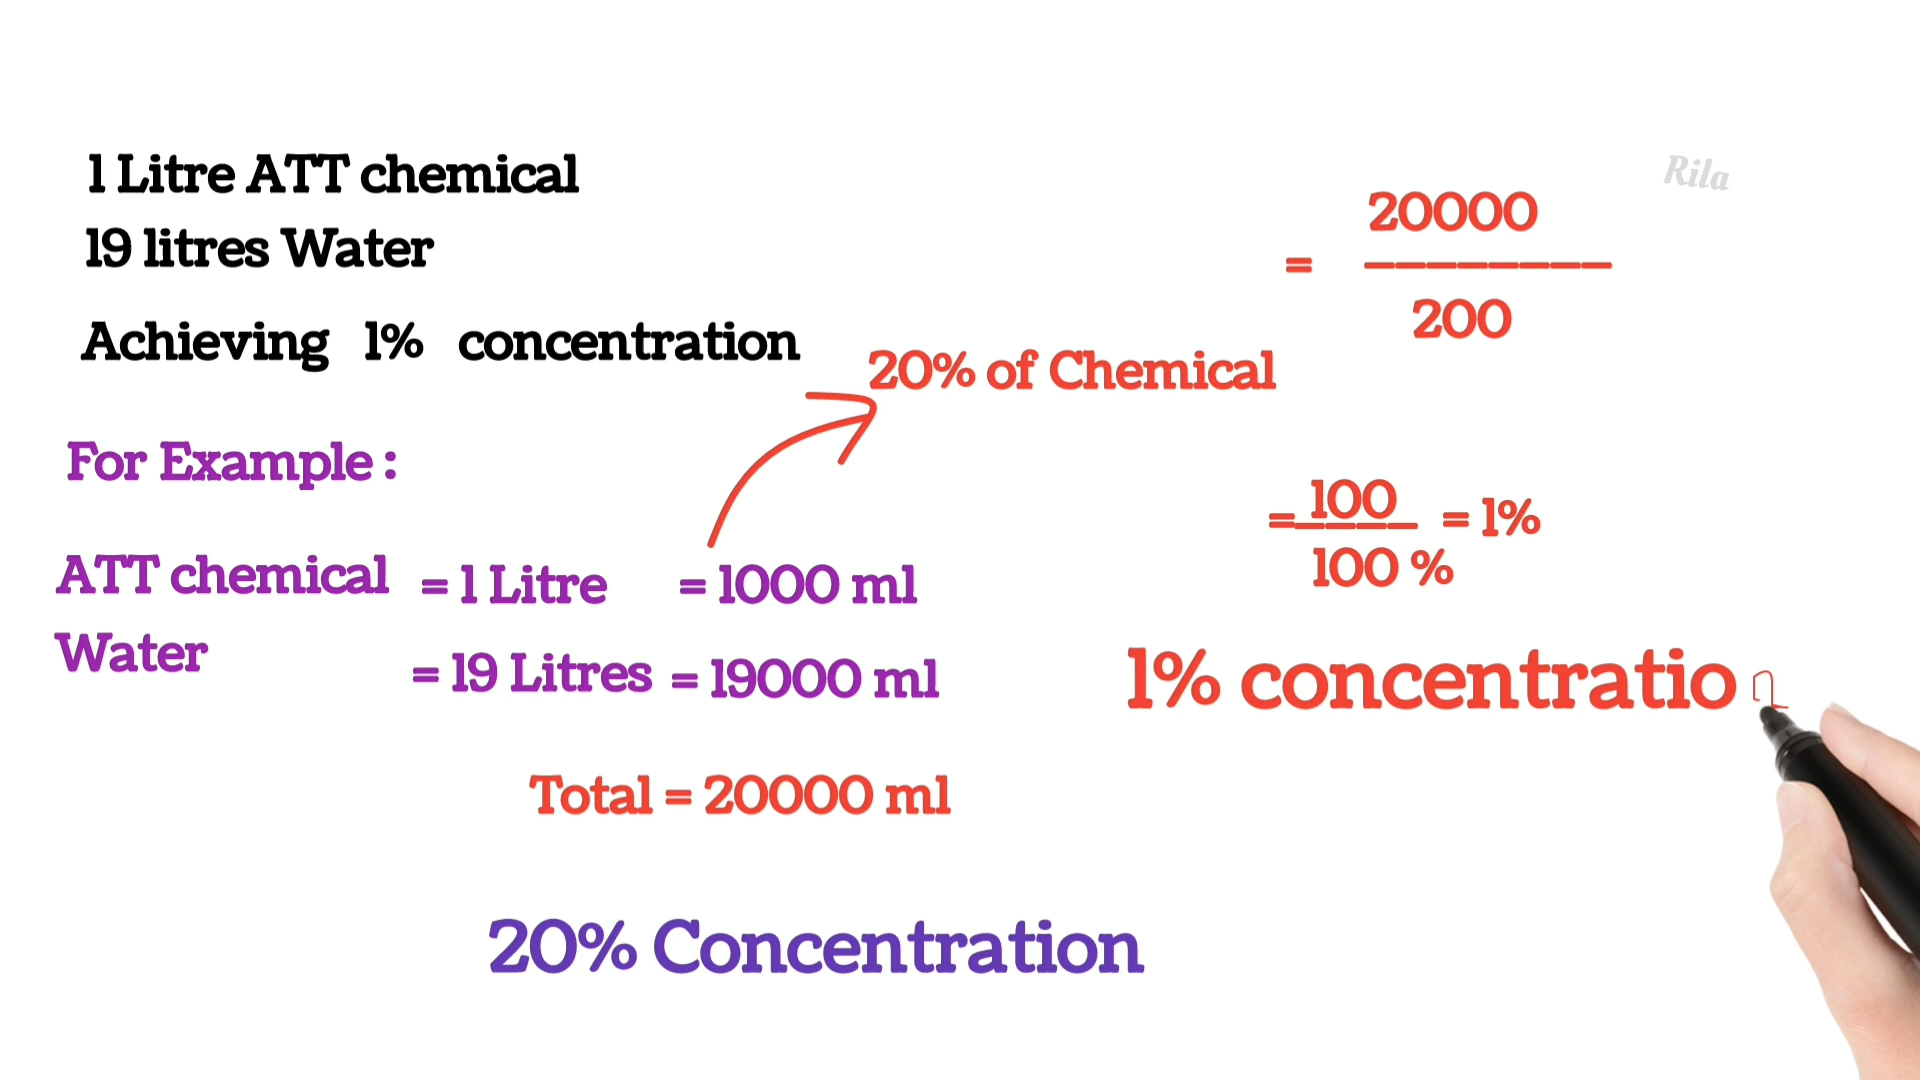 1 Litre ATT chemical
19 litres Water
Achieving 1% concentration
For Example :
ATT chemical = 1 Litre = 1000 ml
Water = 19 Litres = 19000 ml
Total = 20000 ml
20% Concentration
20% of Chemical
Rila
= 20000
--------
200
= 100
----
100 % = 1%
1% concentration